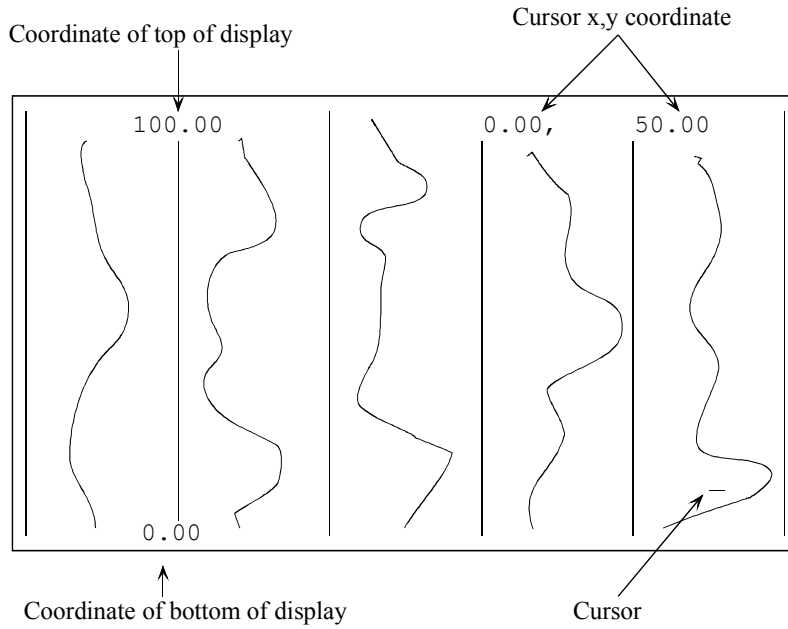 Cursor x,y coordinate
Coordinate of top of display
100.00 0.00, 50.00
0.00
Coordinate of bottom of display Cursor